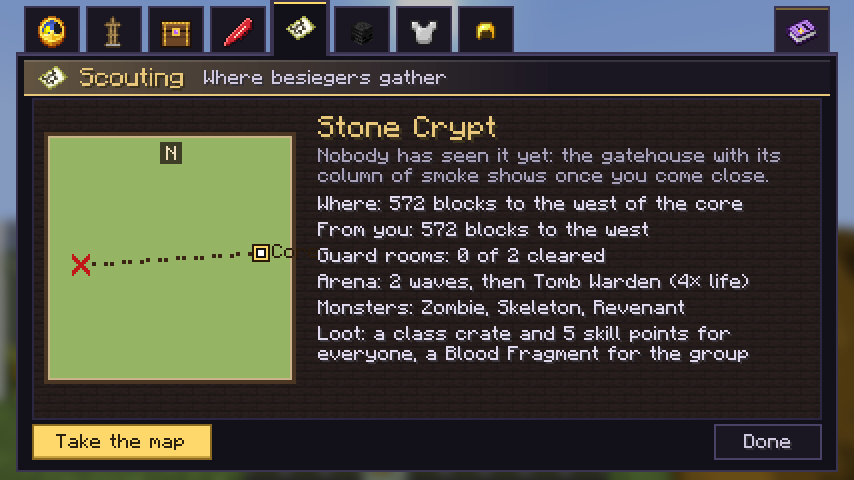 Scouting Where besiegers gather
N
Co
Stone Crypt
Nobody has seen it yet: the gatehouse with its
column of smoke shows once you come close.
Where: 572 blocks to the west of the core
From you: 572 blocks to the west
Guard rooms: 0 of 2 cleared
Arena: 2 waves, then Tomb Warden (4x life)
Monsters: Zombie, Skeleton, Revenant
Loot: a class crate and 5 skill points for
everyone, a Blood Fragment for the group
Take the map
Done